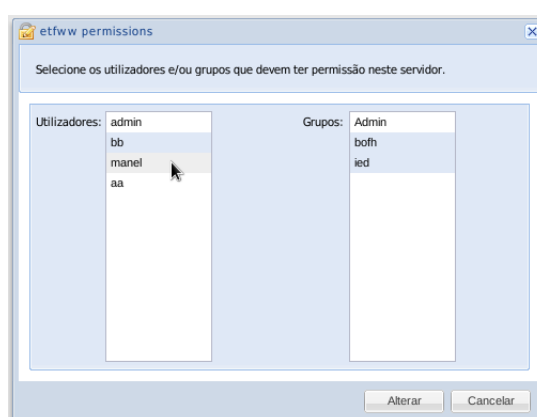 etfww permissions
Selecione os utilizadores e/ou grupos que devem ter permissão neste servidor.
Utilizadores:
admin
bb
manel
aa
Grupos:
Admin
bofh
ied
Alterar
Cancelar